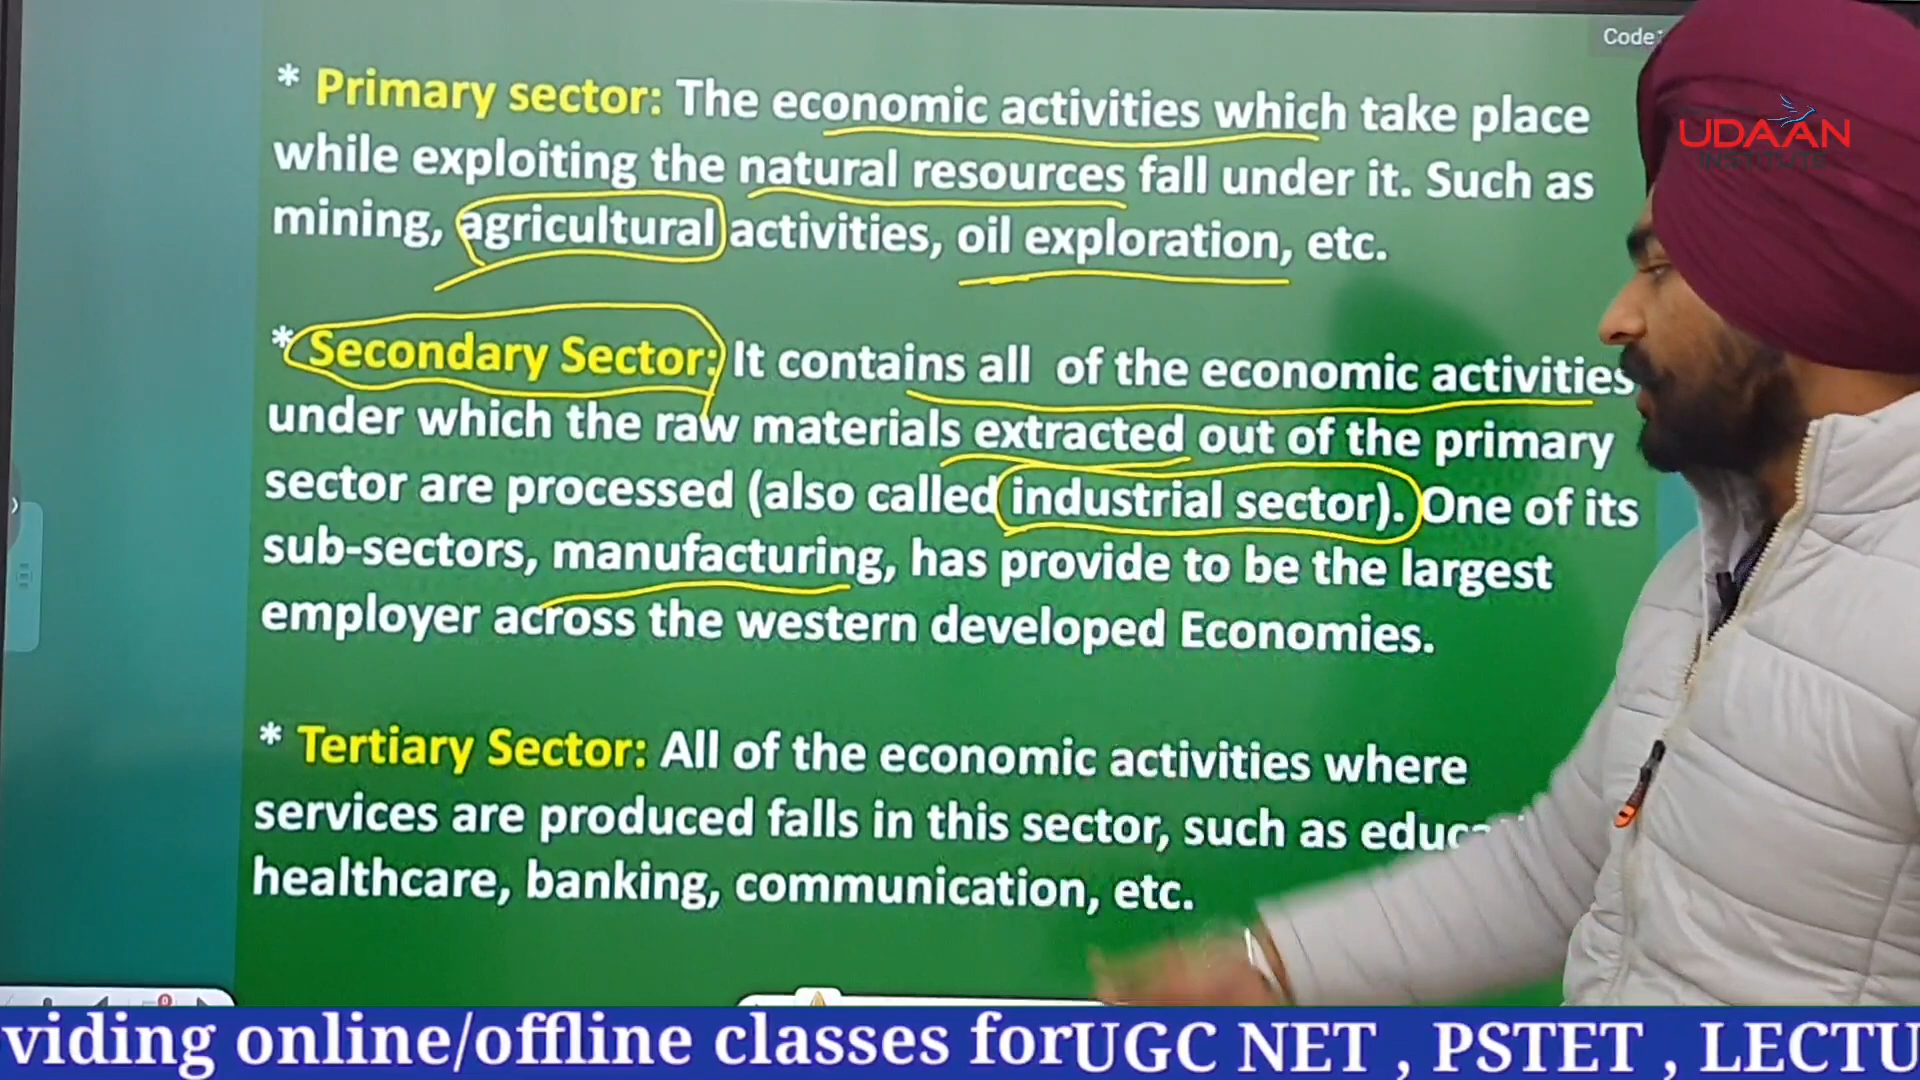 Code
* Primary sector: The economic activities which take place
while exploiting the natural resources fall under it. Such as
mining, agricultural activities, oil exploration, etc.
* Secondary Sector: It contains all of the economic activities
under which the raw materials extracted out of the primary
sector are processed (also called industrial sector). One of its
sub-sectors, manufacturing, has provide to be the largest
employer across the western developed Economies.
* Tertiary Sector: All of the economic activities where
services are produced falls in this sector, such as
healthcare, banking, communication, etc.
UDAAN
INSTITUTE
viding online/offline classes forUGC NET , PSTET , LECTU